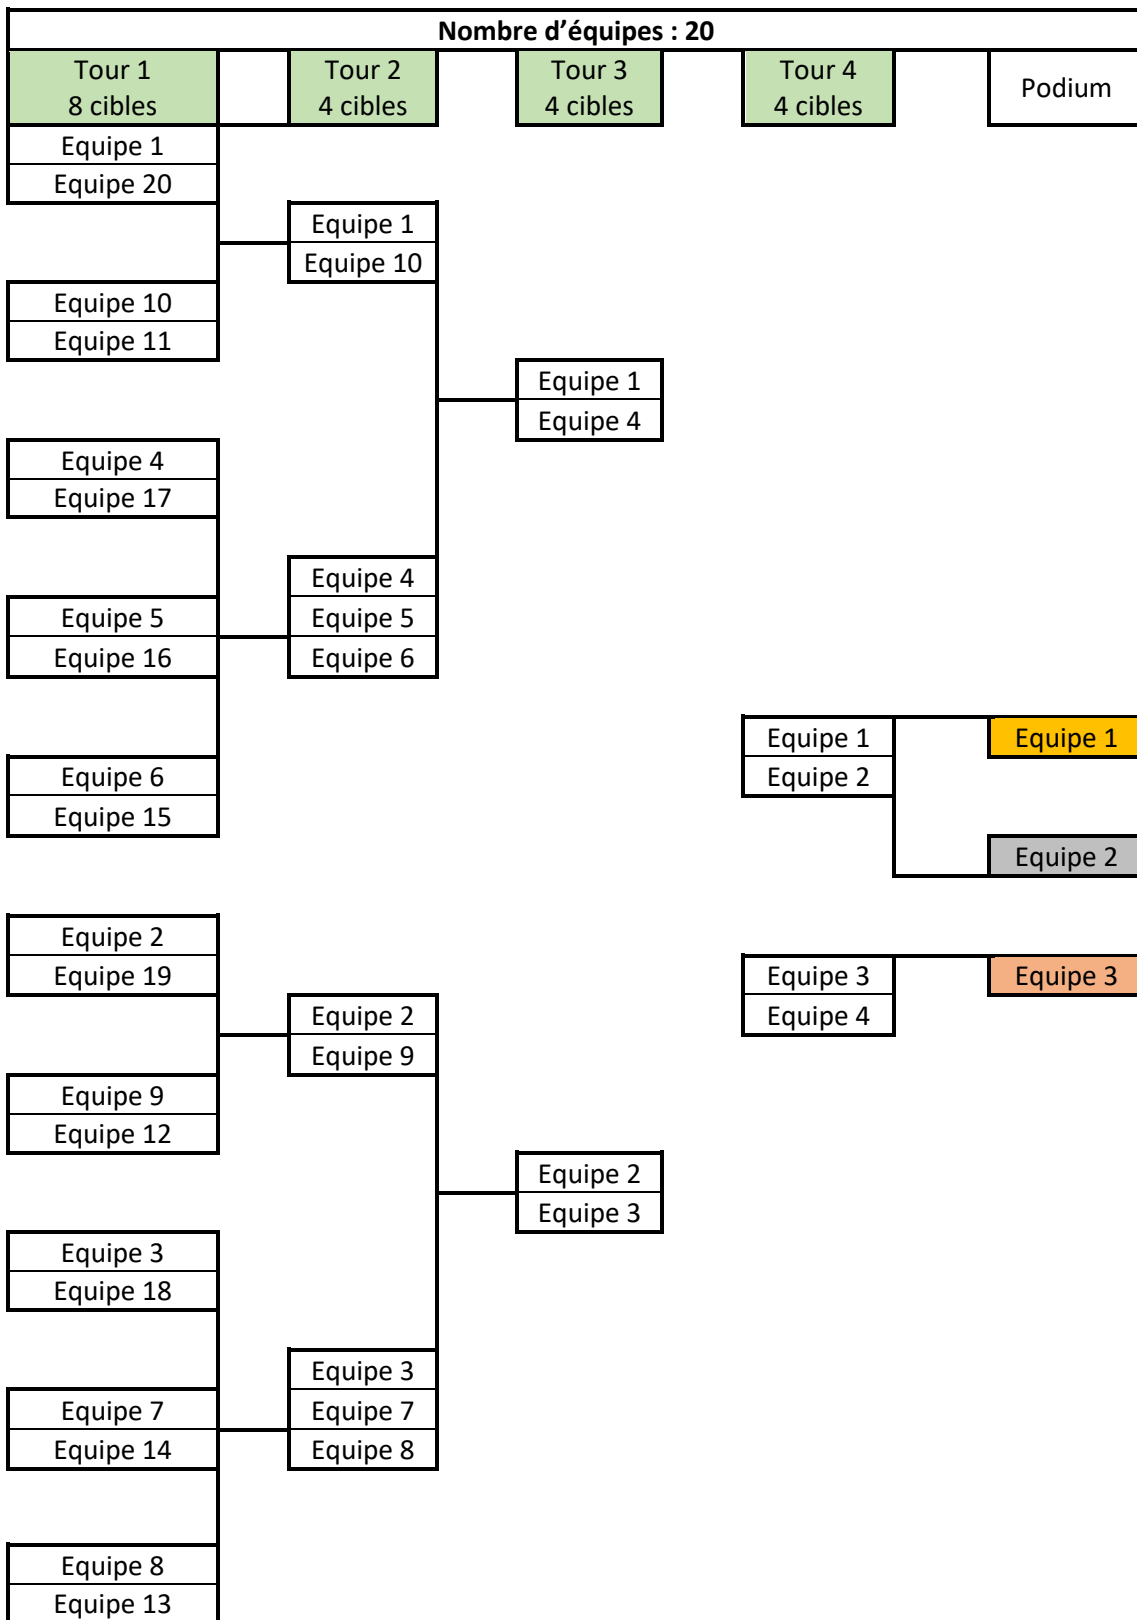 Nombre d’équipes : 20
Tour 1
8 cibles
Tour 2
4 cibles
Tour 3
4 cibles
Tour 4
4 cibles
Podium
Equipe 1
Equipe 20
Equipe 10
Equipe 11
Equipe 4
Equipe 17
Equipe 5
Equipe 16
Equipe 6
Equipe 15
Equipe 2
Equipe 19
Equipe 9
Equipe 12
Equipe 3
Equipe 18
Equipe 7
Equipe 14
Equipe 8
Equipe 13
Equipe 1
Equipe 10
Equipe 4
Equipe 5
Equipe 6
Equipe 2
Equipe 9
Equipe 3
Equipe 7
Equipe 8
Equipe 1
Equipe 4
Equipe 2
Equipe 3
Equipe 1
Equipe 2
Equipe 3
Equipe 4
Equipe 1
Equipe 2
Equipe 3